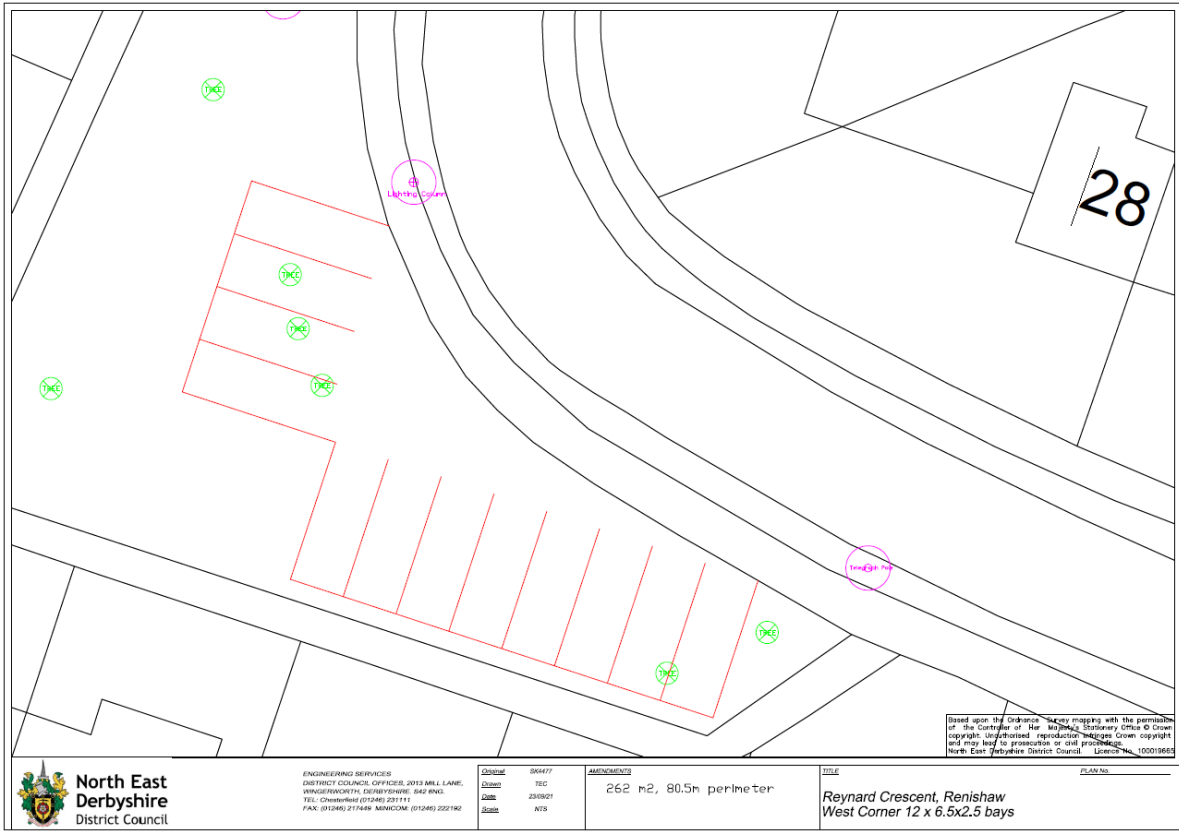 TREE
Lighting Column
28
TREE
TREE
TREE
TREE
Telegraph Pole
TREE
TREE
Based upon the Ordnance Survey mapping with the permission
of the Controller of Her Majesty's Stationery Office © Crown
copyright. Unauthorised reproduction infringes Crown copyright
and may lead to prosecution or civil proceedings.
North East Derbyshire District Council. Licence No. 100019665
North East
Derbyshire
District Council
ENGINEERING SERVICES
DISTRICT COUNCIL OFFICES, 2013 MILL LANE,
WINGERWORTH, DERBYSHIRE. S42 6NG.
TEL: Chesterfield (01246) 231111
FAX: (01246) 217449 MINICOM: (01246) 222192
Original SK4477
Drawn TEC
Date 23/09/21
Scale NTS
AMENDMENTS
262 m2, 80.5m perimeter
TITLE
Reynard Crescent, Renishaw
West Corner 12 x 6.5x2.5 bays
PLAN No.